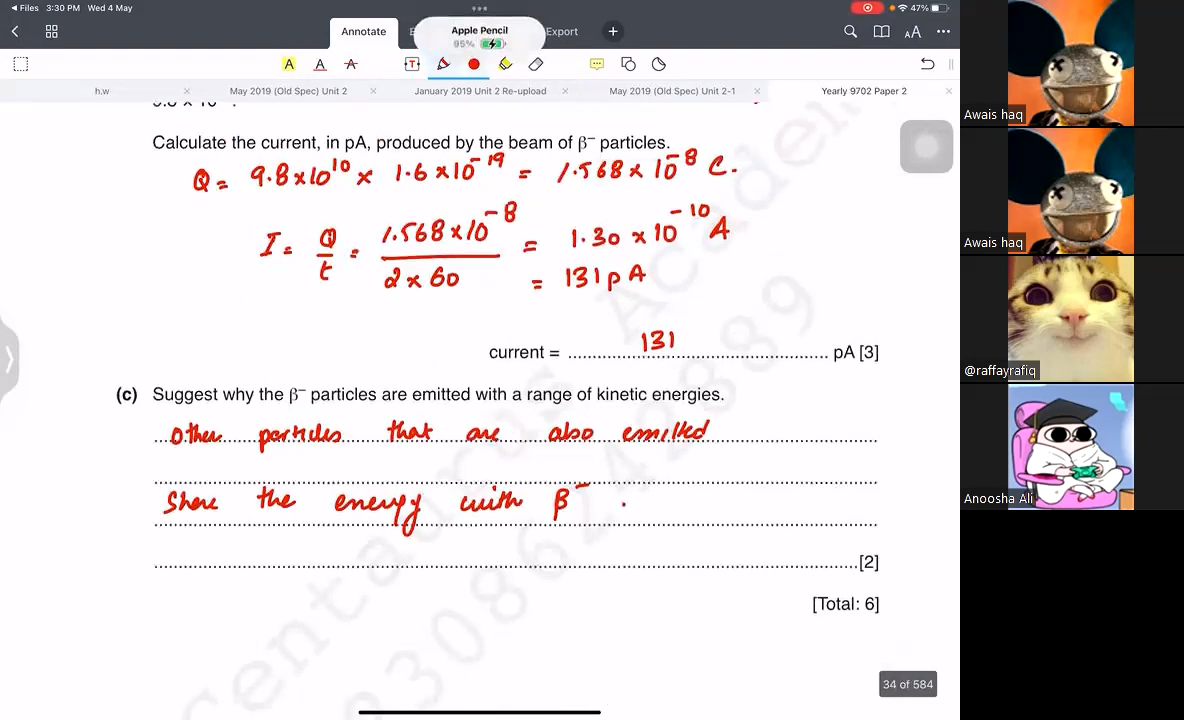 Files 3:30 PM Wed 4 May
47%
Annotate
Apple Pencil
95%
Export
h.w
May 2019 (Old Spec) Unit 2
January 2019 Unit 2 Re-upload
May 2019 (Old Spec) Unit 2-1
Yearly 9702 Paper 2
Calculate the current, in pA, produced by the beam of β⁻ particles.
Q = 9.8 x 10¹⁰ x 1.6 x 10⁻¹⁹ = 1.568 x 10⁻⁸ C.
I = Q/t = 1.568 x 10⁻⁸ / 2 x 60 = 1.30 x 10⁻¹⁰ A
= 131 pA
current = 131 pA [3]
(c) Suggest why the β⁻ particles are emitted with a range of kinetic energies.
Other particles that are also emitted
share the energy with β⁻ .
[2]
[Total: 6]
34 of 584
Centaurus Academ
3308642889
Awais haq
Awais haq
@raffayrafiq
Anoosha Ali